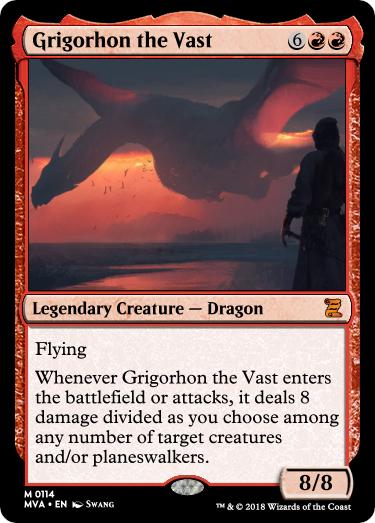 Grigorhon the Vast 6
Legendary Creature — Dragon
Flying
Whenever Grigorhon the Vast enters
the battlefield or attacks, it deals 8
damage divided as you choose among
any number of target creatures
and/or planeswalkers.
8/8
M 0114
MVA • EN Swang
™ & © 2018 Wizards of the Coast